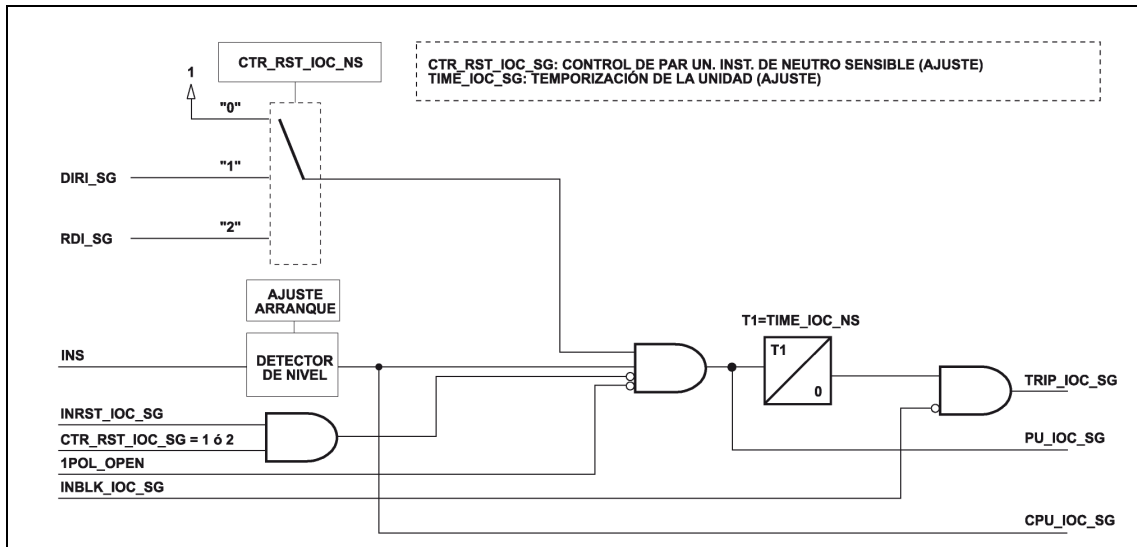 CTR_RST_IOC_NS
CTR_RST_IOC_SG: CONTROL DE PAR UN. INST. DE NEUTRO SENSIBLE (AJUSTE)
TIME_IOC_SG: TEMPORIZACIÓN DE LA UNIDAD (AJUSTE)
1
"0"
DIRI_SG
"1"
RDI_SG
"2"
AJUSTE
ARRANQUE
T1=TIME_IOC_NS
INS
DETECTOR
DE NIVEL
T1
0
TRIP_IOC_SG
INRST_IOC_SG
CTR_RST_IOC_SG = 1 ó 2
PU_IOC_SG
1POL_OPEN
INBLK_IOC_SG
CPU_IOC_SG